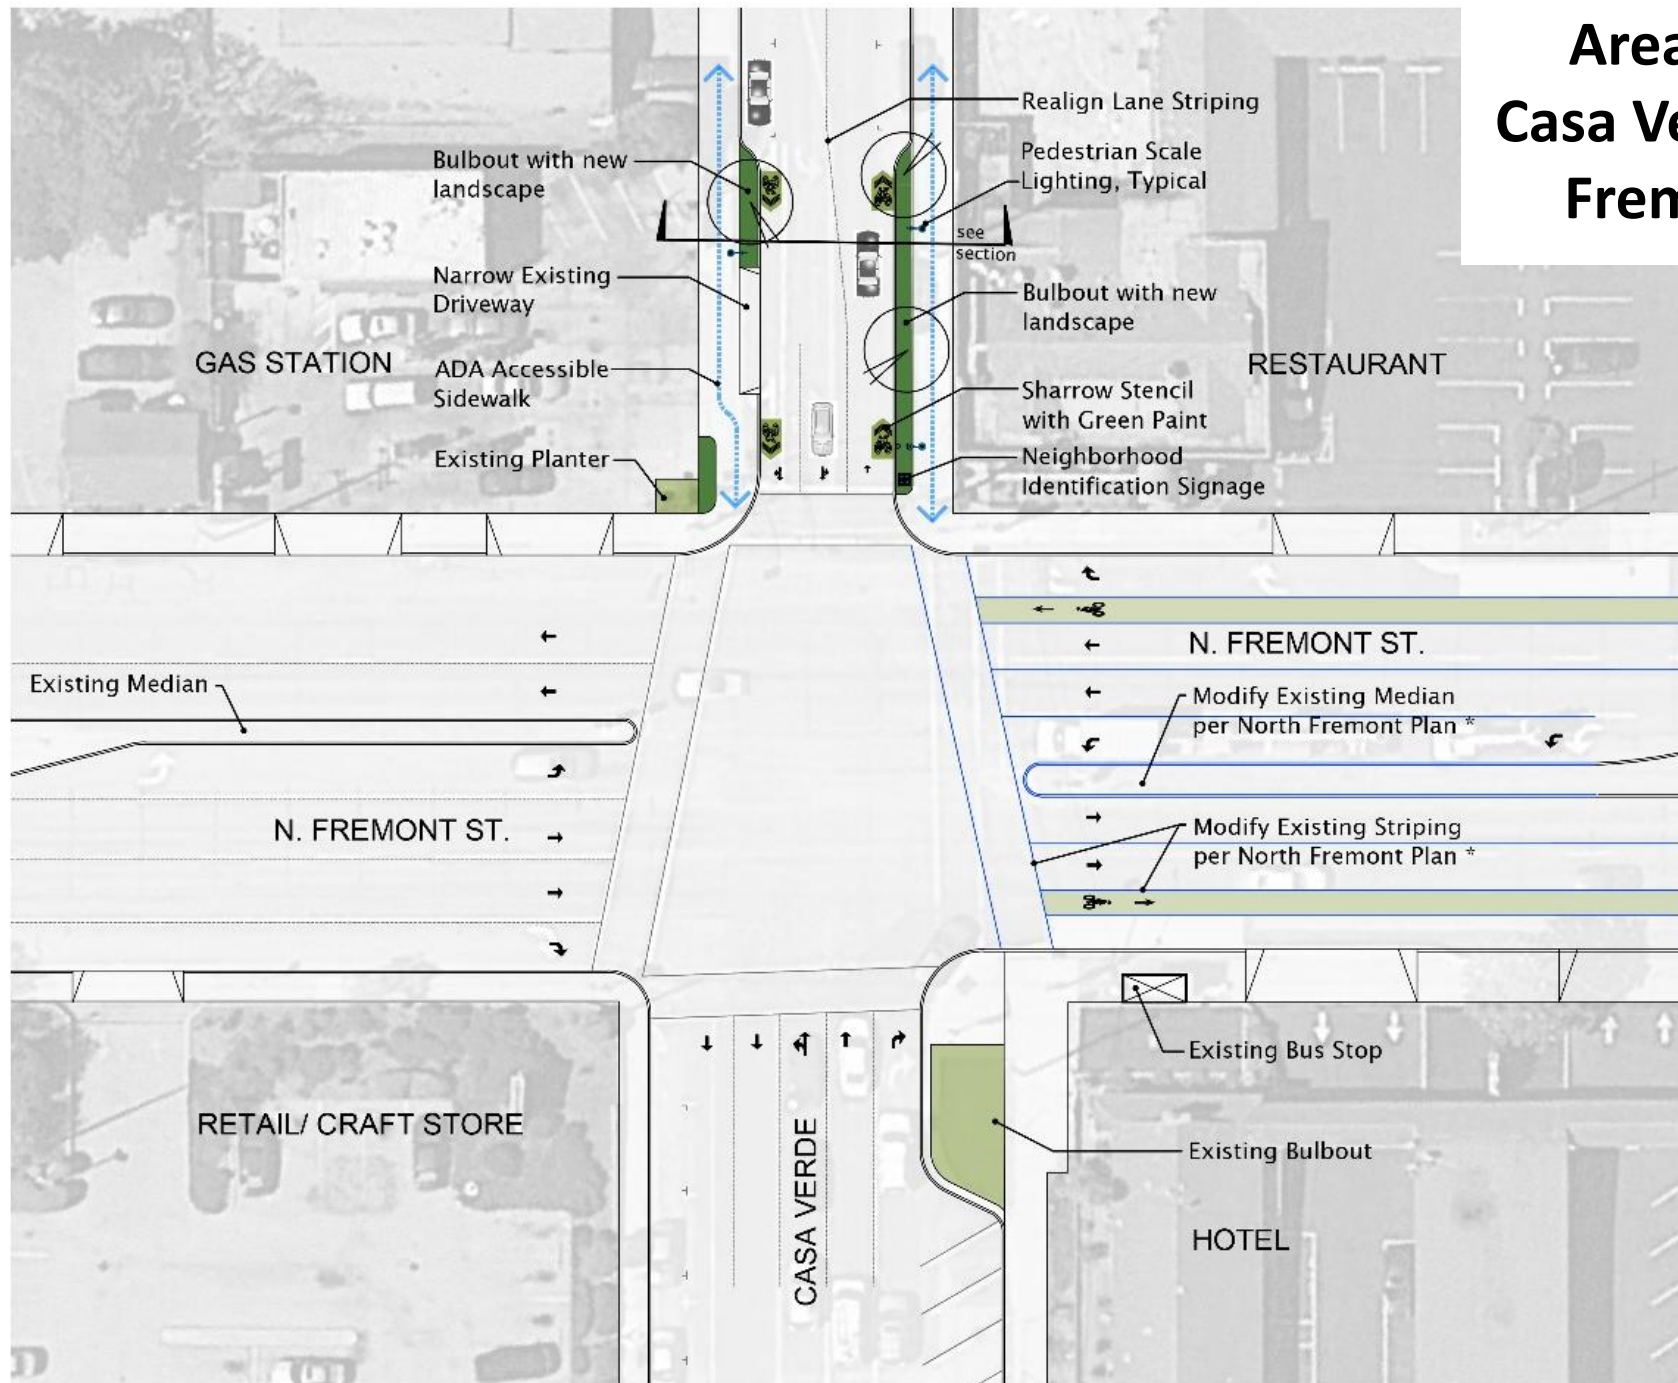 Area
Casa Ve
Frem
Realign Lane Striping
Pedestrian Scale
Lighting, Typical
Bulbout with new
landscape
see
section
Narrow Existing
Driveway
Bulbout with new
landscape
GAS STATION
ADA Accessible
Sidewalk
RESTAURANT
Sharrow Stencil
with Green Paint
Existing Planter
Neighborhood
Identification Signage
N. FREMONT ST.
Existing Median
Modify Existing Median
per North Fremont Plan *
N. FREMONT ST.
Modify Existing Striping
per North Fremont Plan *
Existing Bus Stop
RETAIL/ CRAFT STORE
CASA VERDE
Existing Bulbout
HOTEL